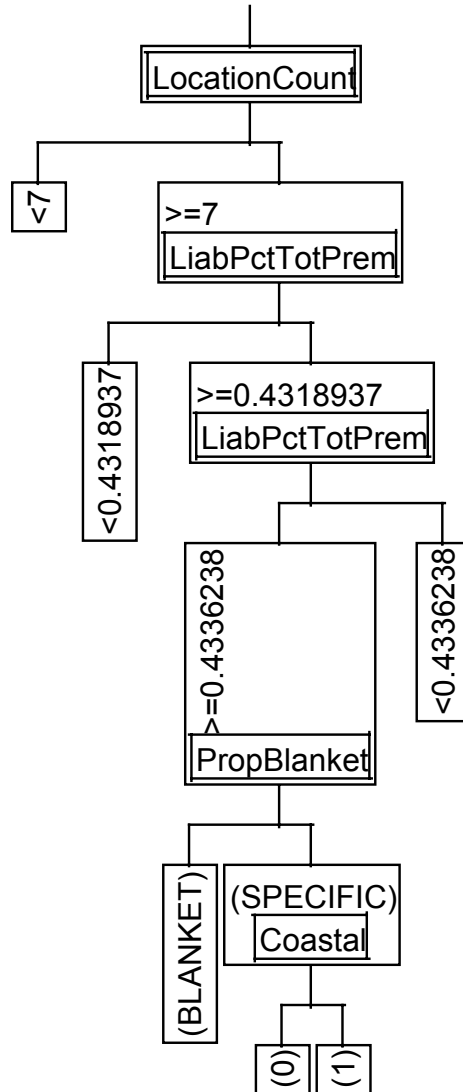 LocationCount
<7
>=7
LiabPctTotPrem
<0.4318937
>=0.4318937
LiabPctTotPrem
>=0.4336238
PropBlanket
<0.4336238
(BLANKET)
(SPECIFIC)
Coastal
(0)
(1)